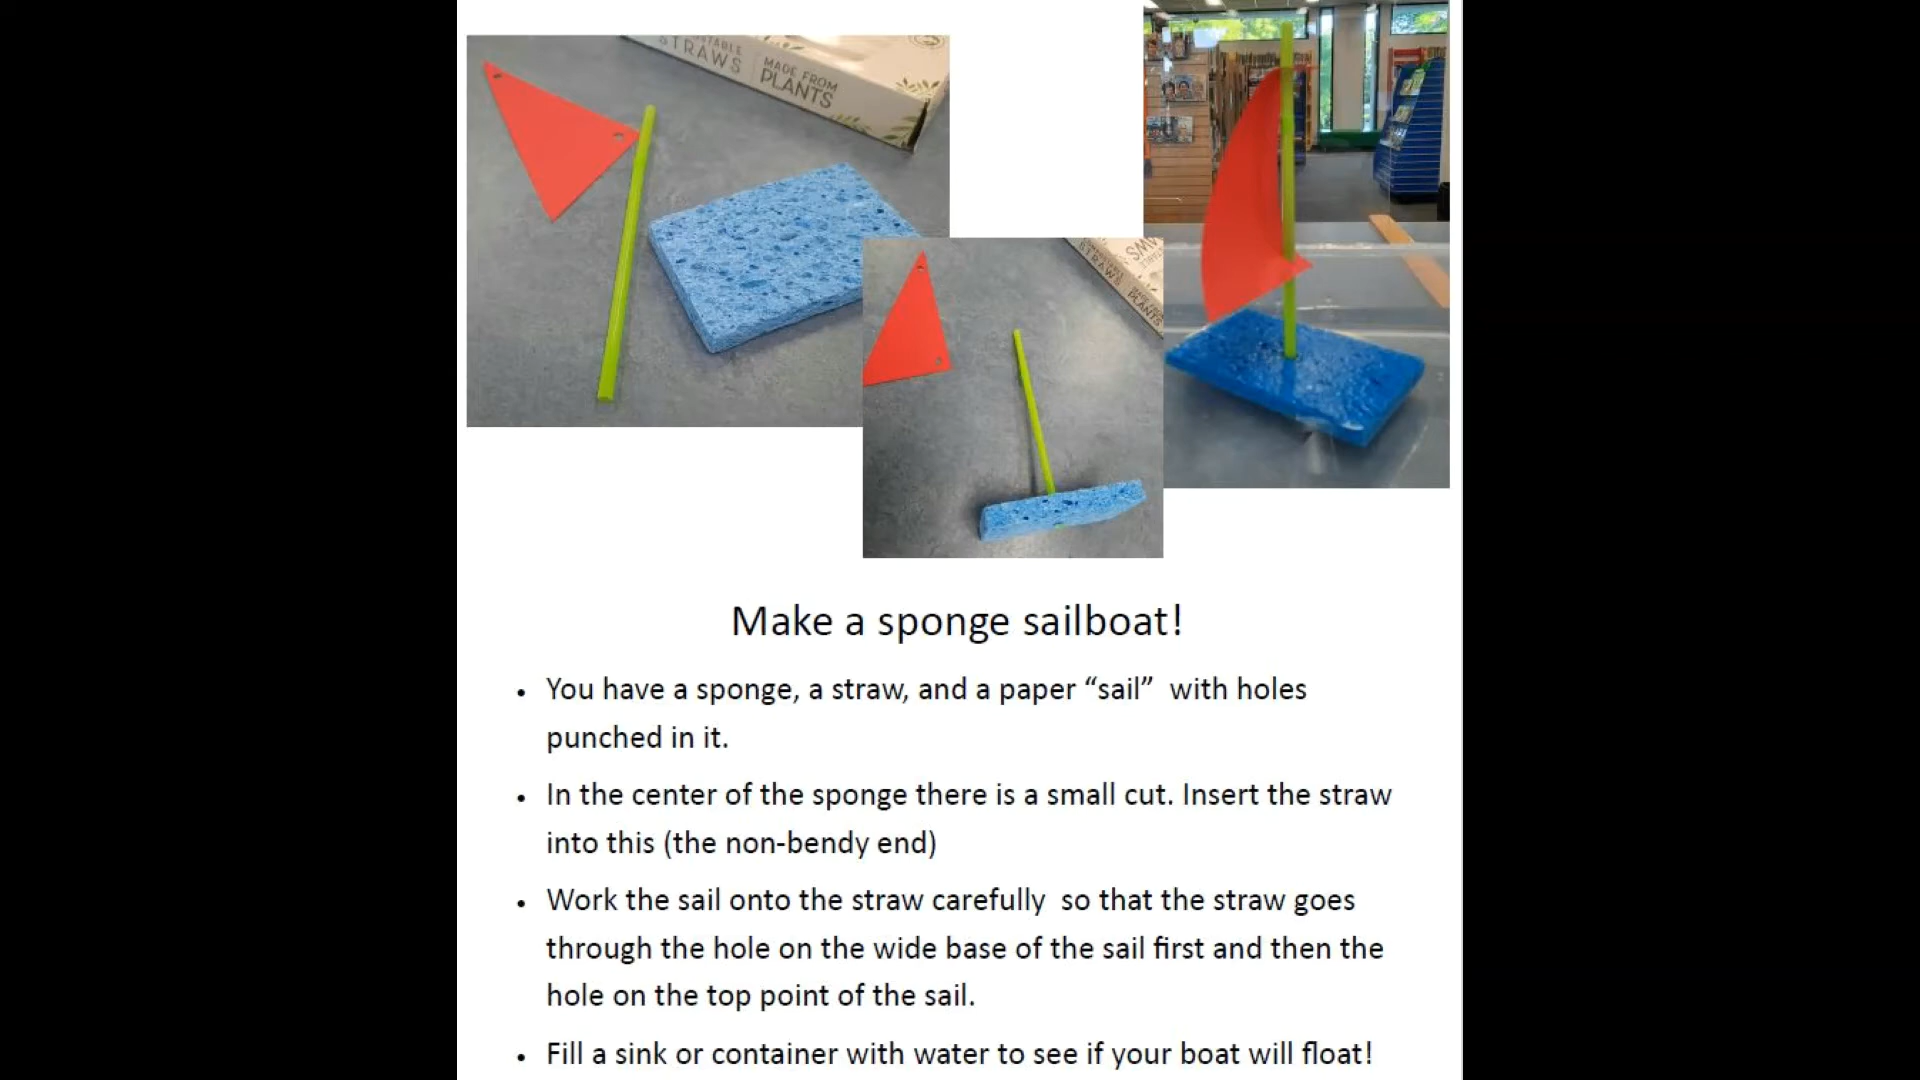 STRAWS
MADE FROM
PLANTS
STRAWS
PLANTS
Make a sponge sailboat!
• You have a sponge, a straw, and a paper “sail”  with holes
punched in it.
• In the center of the sponge there is a small cut. Insert the straw
into this (the non-bendy end)
• Work the sail onto the straw carefully  so that the straw goes
through the hole on the wide base of the sail first and then the
hole on the top point of the sail.
• Fill a sink or container with water to see if your boat will float!